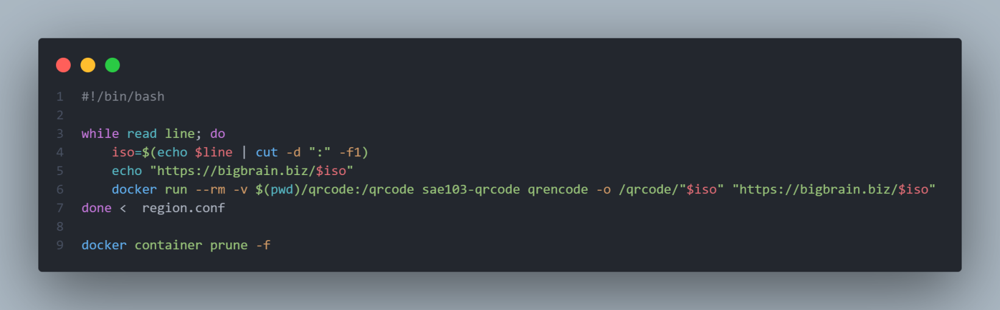 1 #!/bin/bash
2
3 while read line; do
4     iso=$(echo $line | cut -d ":" -f1)
5     echo "https://bigbrain.biz/$iso"
6     docker run --rm -v $(pwd)/qrcode:/qrcode sae103-qrcode qrencode -o /qrcode/"$iso" "https://bigbrain.biz/$iso"
7 done <  region.conf
8
9 docker container prune -f